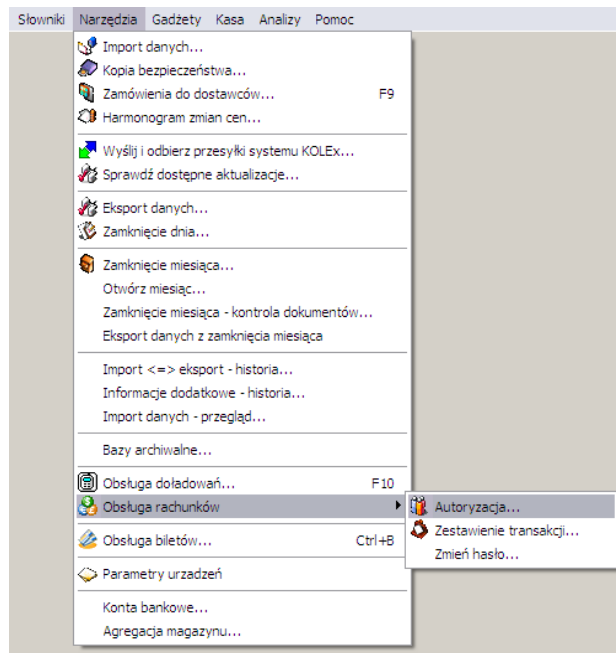 Słowniki Narzędzia Gadżety Kasa Analizy Pomoc
Import danych...
Kopia bezpieczeństwa...
Zamówienia do dostawców... F9
Harmonogram zmian cen...
Wyślij i odbierz przesyłki systemu KOLEx...
Sprawdź dostępne aktualizacje...
Eksport danych...
Zamknięcie dnia...
Zamknięcie miesiąca...
Otwórz miesiąc...
Zamknięcie miesiąca - kontrola dokumentów...
Eksport danych z zamknięcia miesiąca
Import <=> eksport - historia...
Informacje dodatkowe - historia...
Import danych - przegląd...
Bazy archiwalne...
Obsługa doładowań... F10
Obsługa rachunków
Autoryzacja...
Zestawienie transakcji...
Zmień hasło...
Obsługa biletów... Ctrl+B
Parametry urzadzeń
Konta bankowe...
Agregacja magazynu...